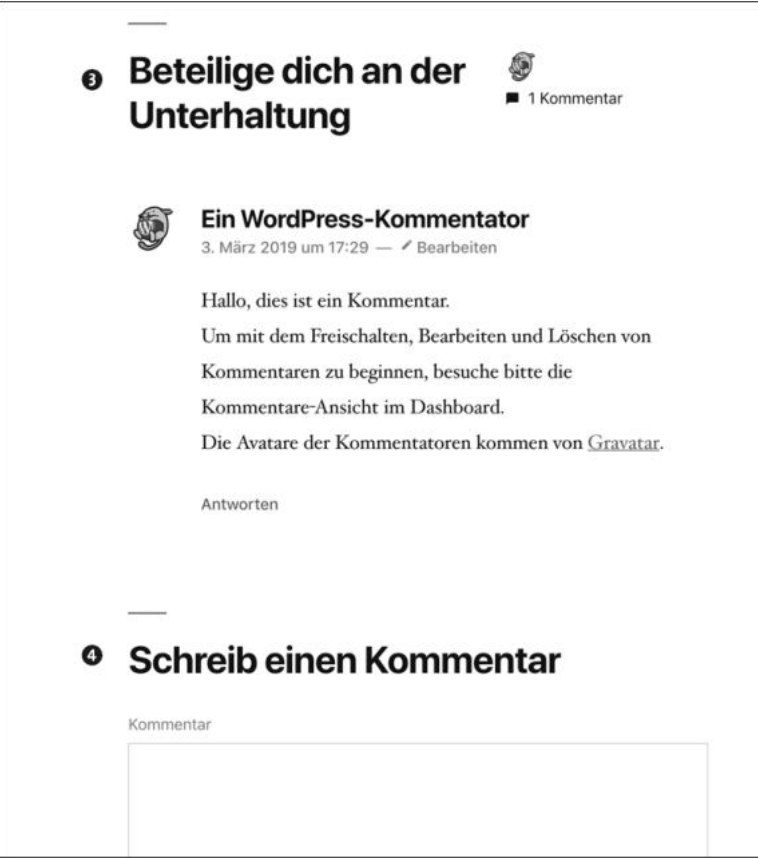 ❸ Beteilige dich an der
Unterhaltung
1 Kommentar
Ein WordPress-Kommentator
3. März 2019 um 17:29 — Bearbeiten
Hallo, dies ist ein Kommentar.
Um mit dem Freischalten, Bearbeiten und Löschen von
Kommentaren zu beginnen, besuche bitte die
Kommentare-Ansicht im Dashboard.
Die Avatare der Kommentatoren kommen von Gravatar.
Antworten
❹ Schreib einen Kommentar
Kommentar